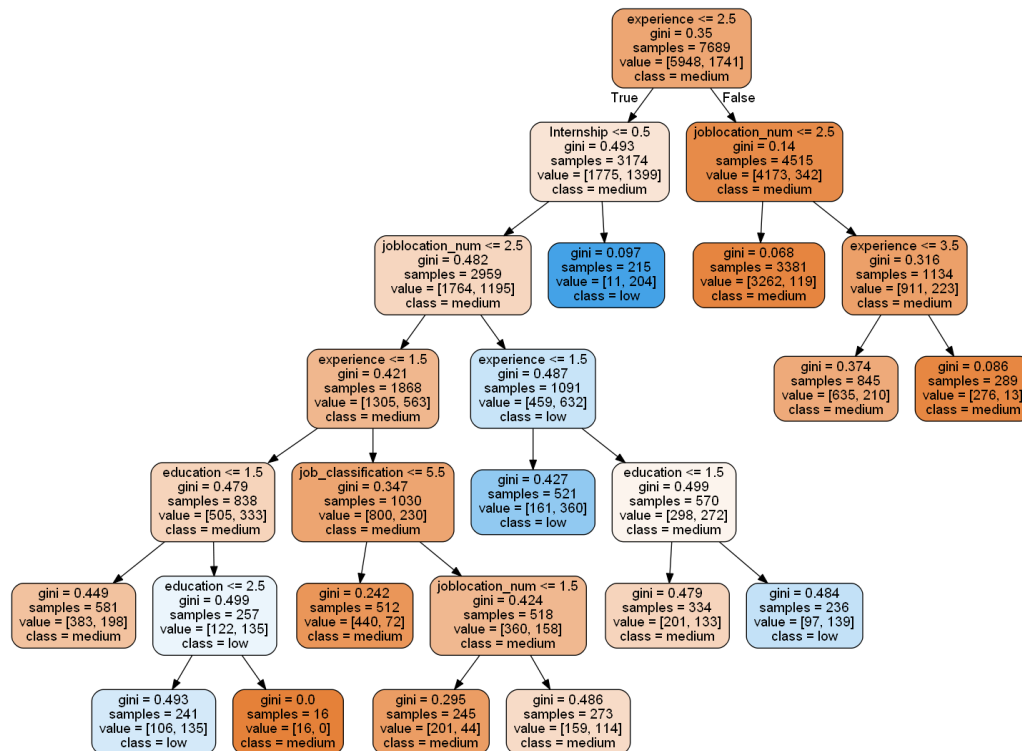 experience <= 2.5
gini = 0.35
samples = 7689
value = [5948, 1741]
class = medium
True
False
Internship <= 0.5
gini = 0.493
samples = 3174
value = [1775, 1399]
class = medium
joblocation_num <= 2.5
gini = 0.14
samples = 4515
value = [4173, 342]
class = medium
joblocation_num <= 2.5
gini = 0.482
samples = 2959
value = [1764, 1195]
class = medium
gini = 0.097
samples = 215
value = [11, 204]
class = low
gini = 0.068
samples = 3381
value = [3262, 119]
class = medium
experience <= 3.5
gini = 0.316
samples = 1134
value = [911, 223]
class = medium
experience <= 1.5
gini = 0.421
samples = 1868
value = [1305, 563]
class = medium
experience <= 1.5
gini = 0.487
samples = 1091
value = [459, 632]
class = low
gini = 0.374
samples = 845
value = [635, 210]
class = medium
gini = 0.086
samples = 289
value = [276, 13]
class = medium
education <= 1.5
gini = 0.479
samples = 838
value = [505, 333]
class = medium
job_classification <= 5.5
gini = 0.347
samples = 1030
value = [800, 230]
class = medium
gini = 0.427
samples = 521
value = [161, 360]
class = low
education <= 1.5
gini = 0.499
samples = 570
value = [298, 272]
class = medium
gini = 0.449
samples = 581
value = [383, 198]
class = medium
education <= 2.5
gini = 0.499
samples = 257
value = [122, 135]
class = low
gini = 0.242
samples = 512
value = [440, 72]
class = medium
joblocation_num <= 1.5
gini = 0.424
samples = 518
value = [360, 158]
class = medium
gini = 0.479
samples = 334
value = [201, 133]
class = medium
gini = 0.484
samples = 236
value = [97, 139]
class = low
gini = 0.493
samples = 241
value = [106, 135]
class = low
gini = 0.0
samples = 16
value = [16, 0]
class = medium
gini = 0.295
samples = 245
value = [201, 44]
class = medium
gini = 0.486
samples = 273
value = [159, 114]
class = medium